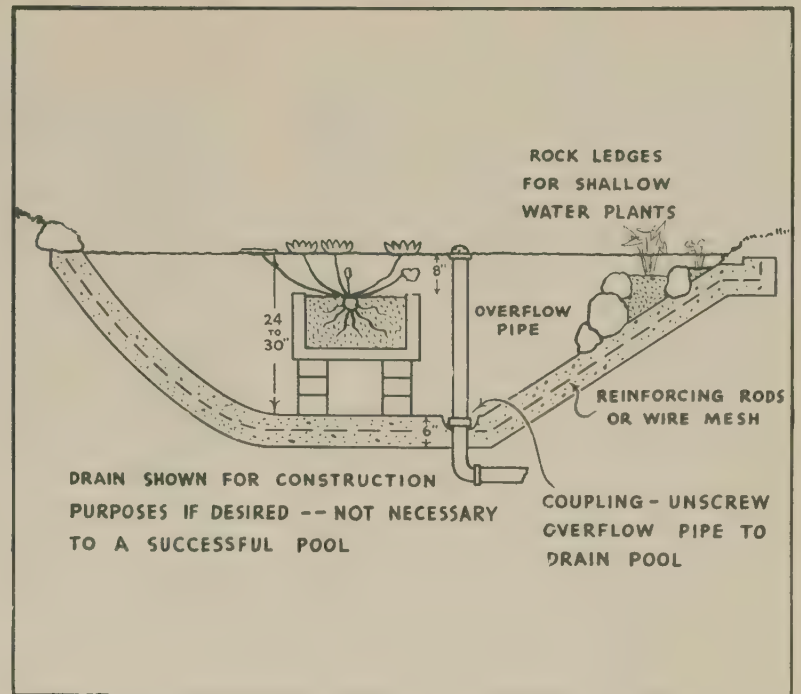 ROCK LEDGES
FOR SHALLOW
WATER PLANTS
8"
24
TO
30"
OVERFLOW
PIPE
REINFORCING RODS
OR WIRE MESH
6"
DRAIN SHOWN FOR CONSTRUCTION
PURPOSES IF DESIRED -- NOT NECESSARY
TO A SUCCESSFUL POOL
COUPLING - UNSCREW
OVERFLOW PIPE TO
DRAIN POOL